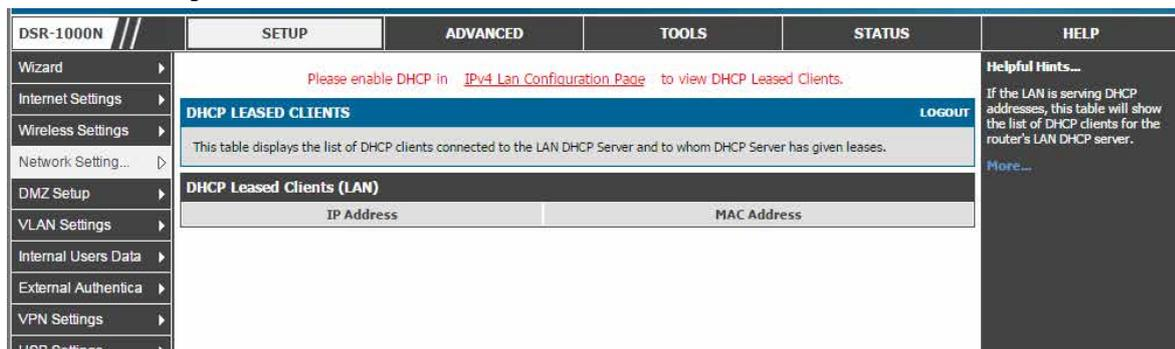 DSR-1000N
SETUP
ADVANCED
TOOLS
STATUS
HELP
Wizard
Internet Settings
Wireless Settings
Network Setting...
DMZ Setup
VLAN Settings
Internal Users Data
External Authentica
VPN Settings
Please enable DHCP in IPv4 Lan Configuration Page to view DHCP Leased Clients.
DHCP LEASED CLIENTS
LOGOUT
This table displays the list of DHCP clients connected to the LAN DHCP Server and to whom DHCP Server has given leases.
DHCP Leased Clients (LAN)
IP Address
MAC Address
Helpful Hints...
If the LAN is serving DHCP
addresses, this table will show
the list of DHCP clients for the
router's LAN DHCP server.
More...